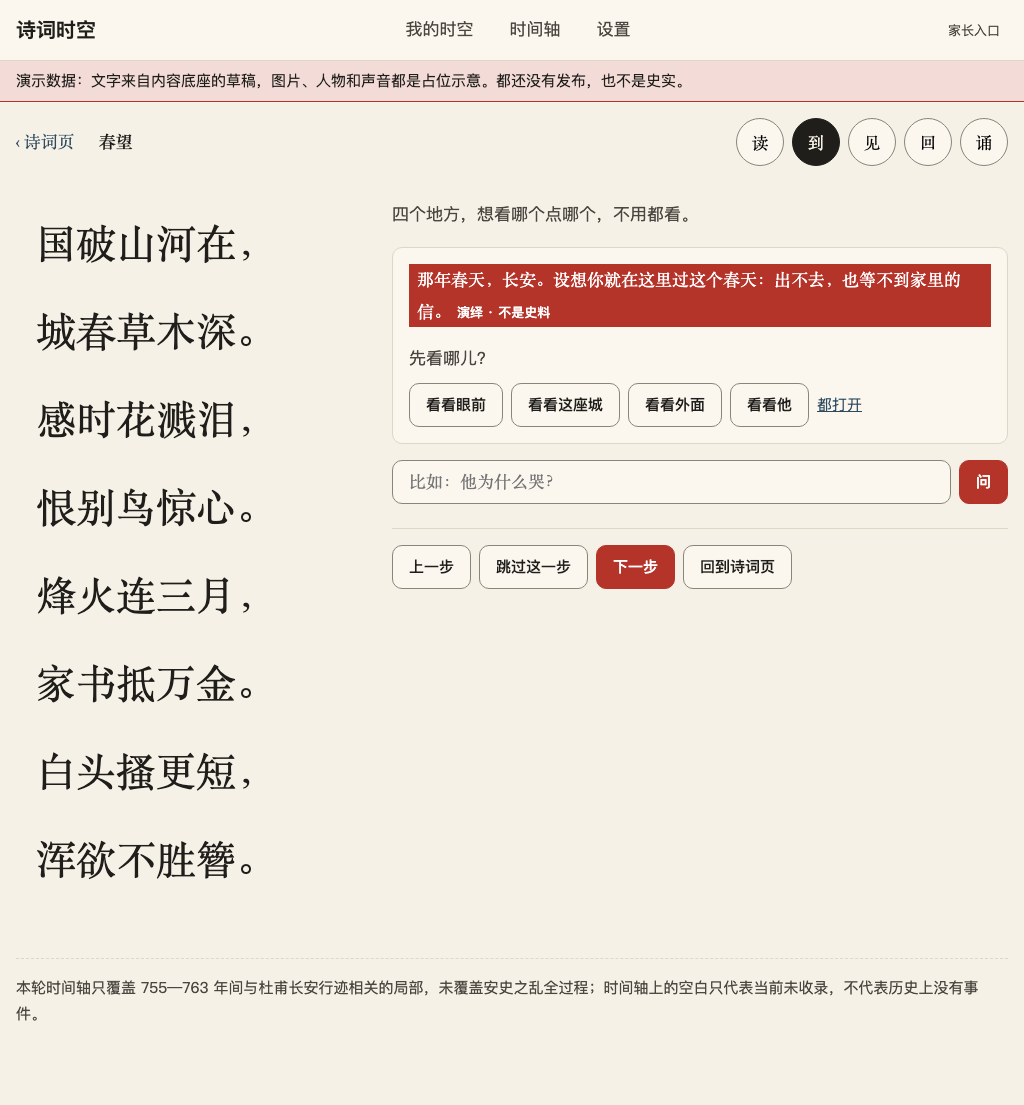 诗词时空
我的时空 时间轴 设置 家长入口
演示数据：文字来自内容底座的草稿，图片、人物和声音都是占位示意。都还没有发布，也不是史实。
‹ 诗词页 春望
读 到 见 回 诵
国破山河在，
城春草木深。
感时花溅泪，
恨别鸟惊心。
烽火连三月，
家书抵万金。
白头搔更短，
浑欲不胜簪。
四个地方，想看哪个点哪个，不用都看。
那年春天，长安。设想你就在这里过这个春天：出不去，也等不到家里的
信。 演绎 · 不是史料
先看哪儿？
看看眼前 看看这座城 看看外面 看看他 都打开
比如：他为什么哭？ 问
上一步 跳过这一步 下一步 回到诗词页
本轮时间轴只覆盖 755—763 年间与杜甫长安行迹相关的局部，未覆盖安史之乱全过程；时间轴上的空白只代表当前未收录，不代表历史上没有事
件。